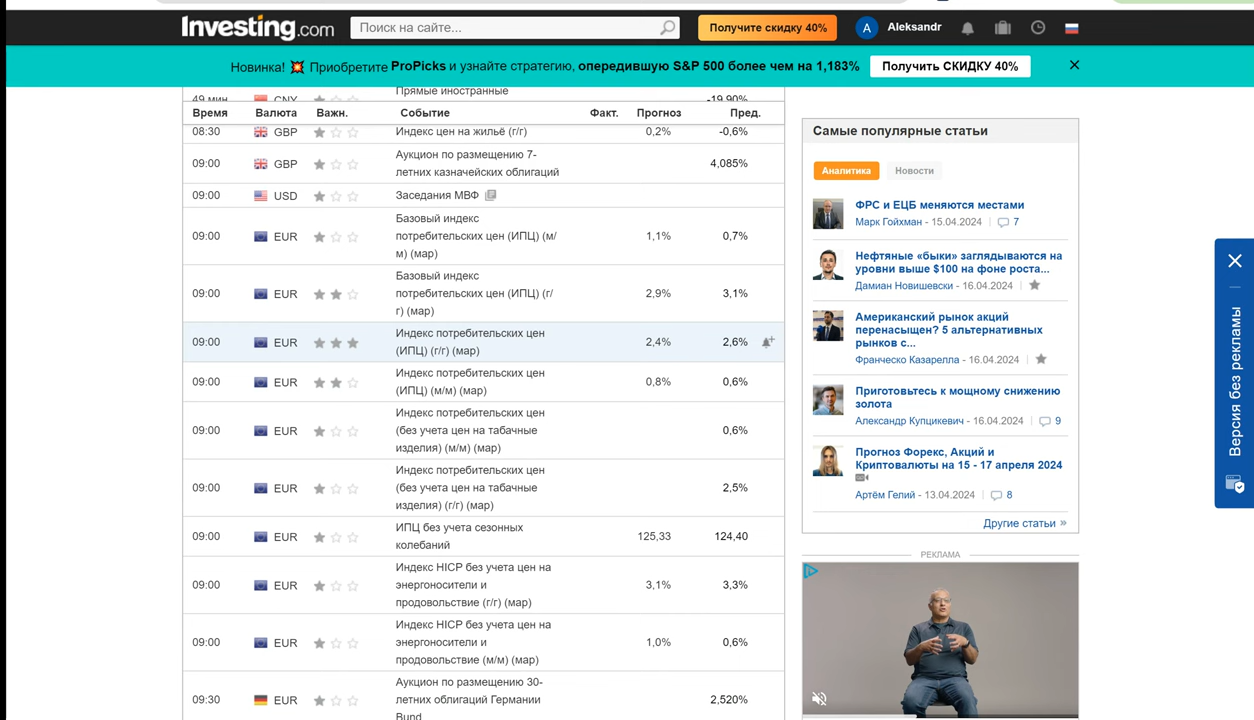 Investing.com
Поиск на сайте...
Получите скидку 40%
A
Aleksandr
Новинка! 💥 Приобретите ProPicks и узнайте стратегию, опередившую S&P 500 более чем на 1,183%
Получить СКИДКУ 40%
49 мин CNY Прямые иностранные -19,90%
Время Валюта Важн. Событие Факт. Прогноз Пред.
08:30 GBP Индекс цен на жильё (г/г) 0,2% -0,6%
09:00 GBP Аукцион по размещению 7-
летних казначейских облигаций 4,085%
09:00 USD Заседания МВФ
09:00 EUR Базовый индекс
потребительских цен (ИПЦ) (м/
м) (мар) 1,1% 0,7%
09:00 EUR Базовый индекс
потребительских цен (ИПЦ) (г/
г) (мар) 2,9% 3,1%
09:00 EUR Индекс потребительских цен
(ИПЦ) (г/г) (мар) 2,4% 2,6%
09:00 EUR Индекс потребительских цен
(ИПЦ) (м/м) (мар) 0,8% 0,6%
09:00 EUR Индекс потребительских цен
(без учета цен на табачные
изделия) (м/м) (мар) 0,6%
09:00 EUR Индекс потребительских цен
(без учета цен на табачные
изделия) (г/г) (мар) 2,5%
09:00 EUR ИПЦ без учета сезонных
колебаний 125,33 124,40
09:00 EUR Индекс HICP без учета цен на
энергоносители и
продовольствие (г/г) (мар) 3,1% 3,3%
09:00 EUR Индекс HICP без учета цен на
энергоносители и
продовольствие (м/м) (мар) 1,0% 0,6%
09:30 EUR Аукцион по размещению 30-
летних облигаций Германии
Bund 2,520%
Самые популярные статьи
Аналитика Новости
ФРС и ЕЦБ меняются местами
Марк Гойхман - 15.04.2024 7
Нефтяные «быки» заглядываются на
уровни выше $100 на фоне роста...
Дамиан Новишевски - 16.04.2024
Американский рынок акций
перенасыщен? 5 альтернативных
рынков с...
Франческо Казарелла - 16.04.2024
Приготовьтесь к мощному снижению
золота
Александр Купцикевич - 16.04.2024 9
Прогноз Форекс, Акций и
Криптовалюты на 15 - 17 апреля 2024
Артём Гелий - 13.04.2024 8
Другие статьи »
РЕКЛАМА
Версия без рекламы